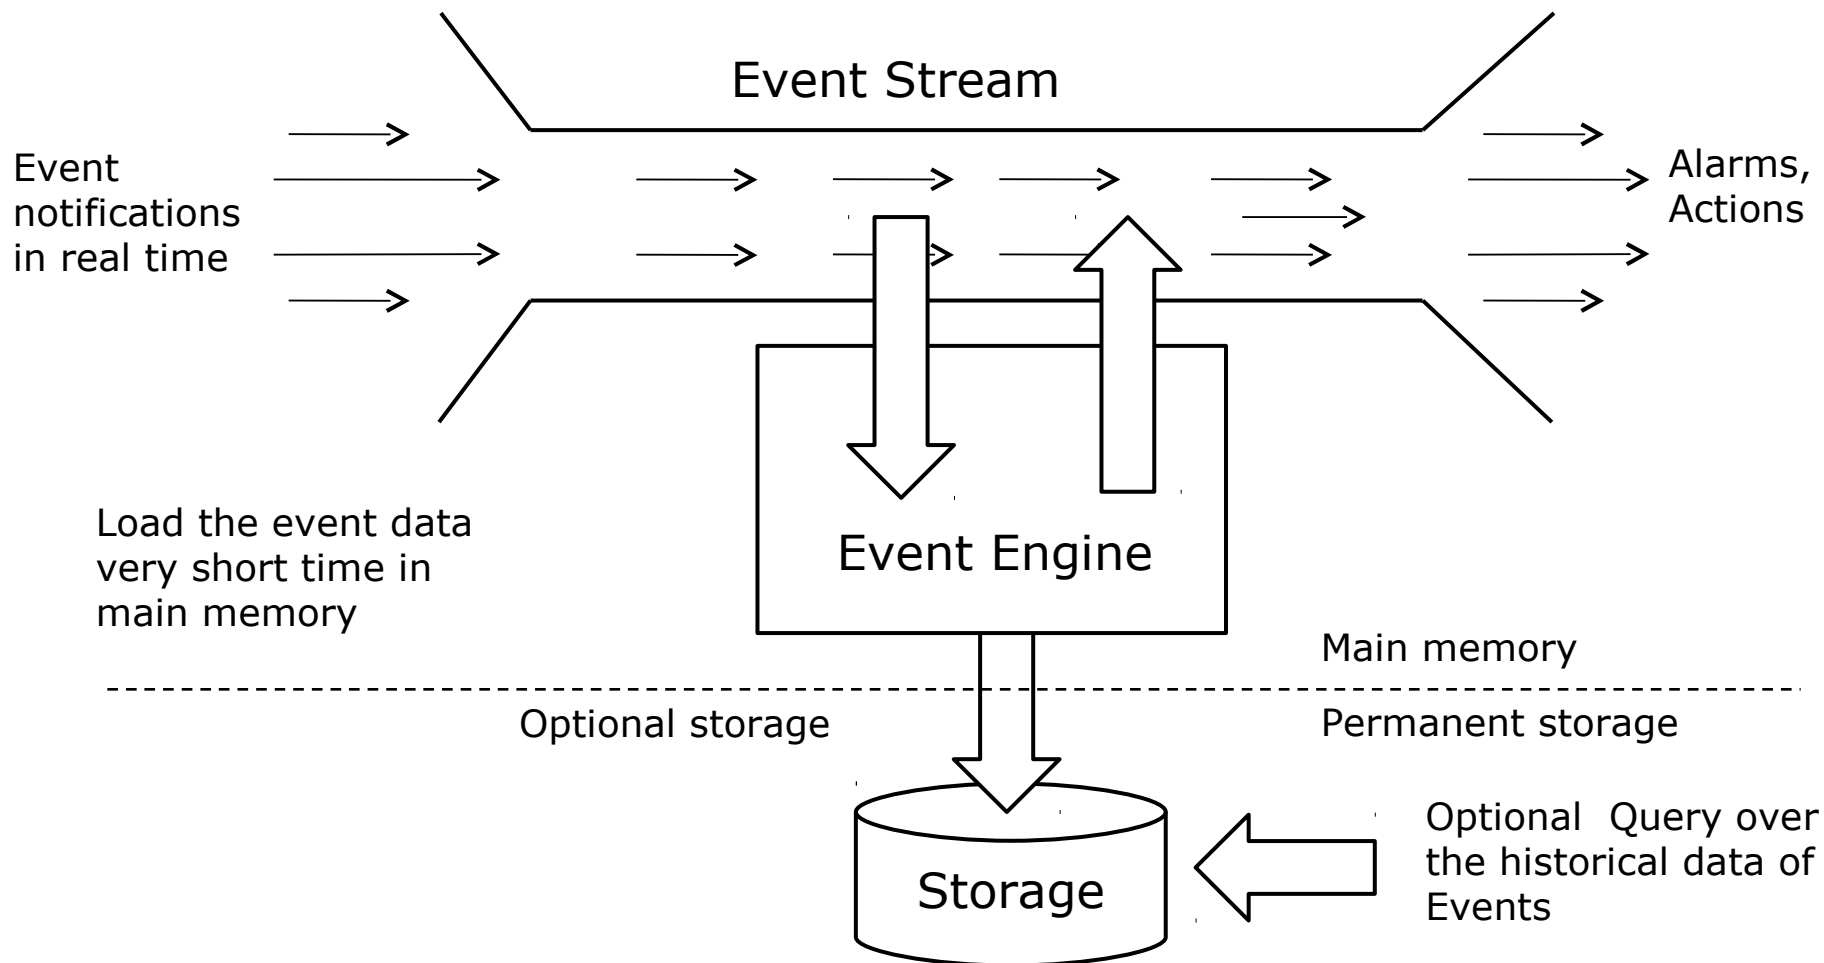 Event Stream
Event
notifications
in real time
Alarms,
Actions
Load the event data
very short time in
main memory
Event Engine
Main memory
Optional storage
Permanent storage
Storage
Optional  Query over
the historical data of
Events